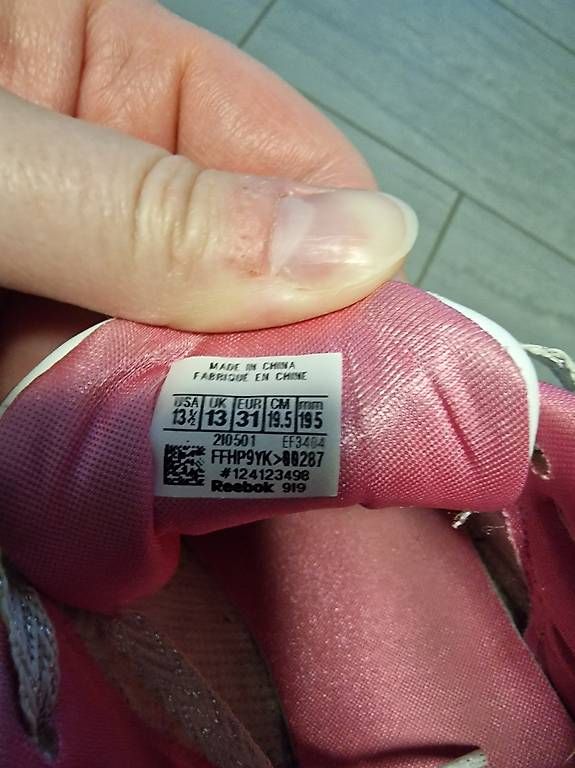 MADE IN CHINA
FABRIQUÉ EN CHINE
USA UK EUR CM mm
13½ 13 31 19.5 195
210501 EF3404
FFHP9YK>00287
#124123498
Reebok 919